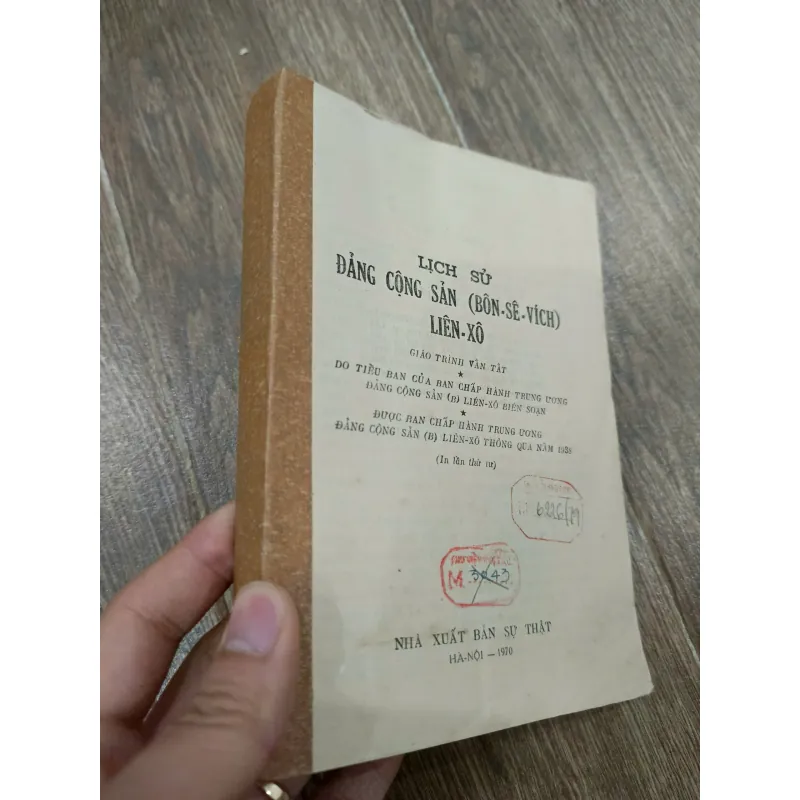 LỊCH SỬ
ĐẢNG CỘNG SẢN (BÔN-SÊ-VÍCH)
LIÊN-XÔ
GIÁO TRÌNH VẮN TẮT
★
DO TIỂU BAN CỦA BAN CHẤP HÀNH TRUNG ƯƠNG
ĐẢNG CỘNG SẢN (B) LIÊN-XÔ BIÊN SOẠN
★
ĐƯỢC BAN CHẤP HÀNH TRUNG ƯƠNG
ĐẢNG CỘNG SẢN (B) LIÊN-XÔ THÔNG QUA NĂM 1938
(In lần thứ tư)
6226/79
M. 3043
NHÀ XUẤT BẢN SỰ THẬT
HÀ-NỘI — 1970